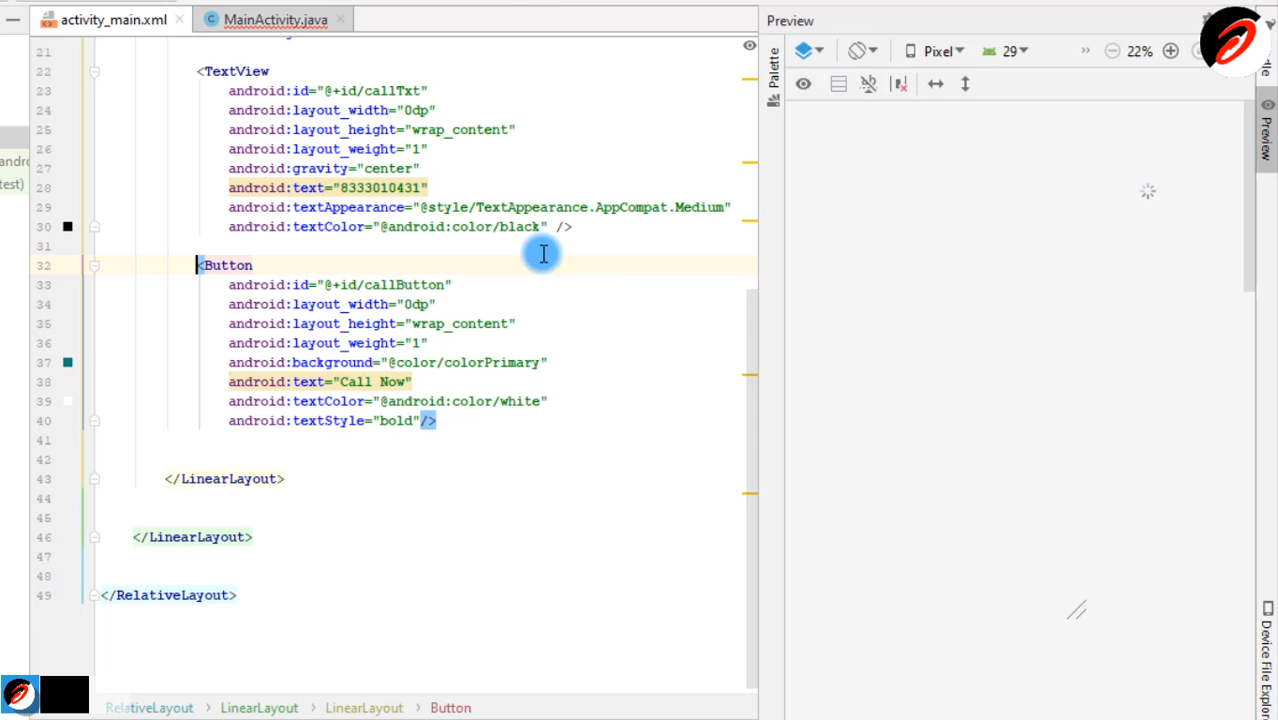 activity_main.xml
MainActivity.java
Preview
Palette
Pixel
29
22%
21
22 <TextView
23 android:id="@+id/callTxt"
24 android:layout_width="0dp"
25 android:layout_height="wrap_content"
26 android:layout_weight="1"
27 android:gravity="center"
28 android:text="8333010431"
29 android:textAppearance="@style/TextAppearance.AppCompat.Medium"
30 android:textColor="@android:color/black" />
31
32 <Button
33 android:id="@+id/callButton"
34 android:layout_width="0dp"
35 android:layout_height="wrap_content"
36 android:layout_weight="1"
37 android:background="@color/colorPrimary"
38 android:text="Call Now"
39 android:textColor="@android:color/white"
40 android:textStyle="bold"/>
41
42
43 </LinearLayout>
44
45
46 </LinearLayout>
47
48
49 </RelativeLayout>
RelativeLayout > LinearLayout > LinearLayout > Button
Preview
Device File Explor